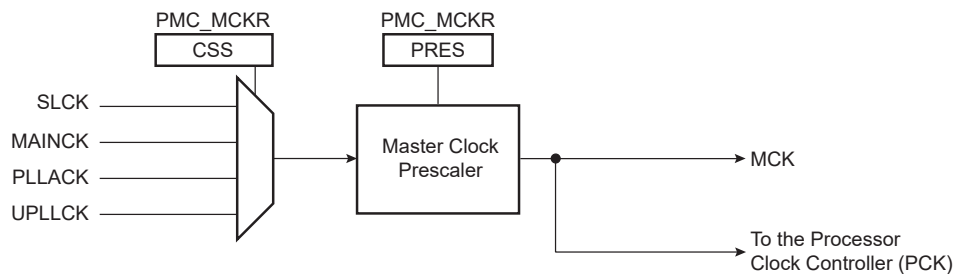 PMC_MCKR
PMC_MCKR
CSS
PRES
SLCK
MAINCK
PLLACK
UPLLCK
Master Clock
Prescaler
MCK
To the Processor
Clock Controller (PCK)